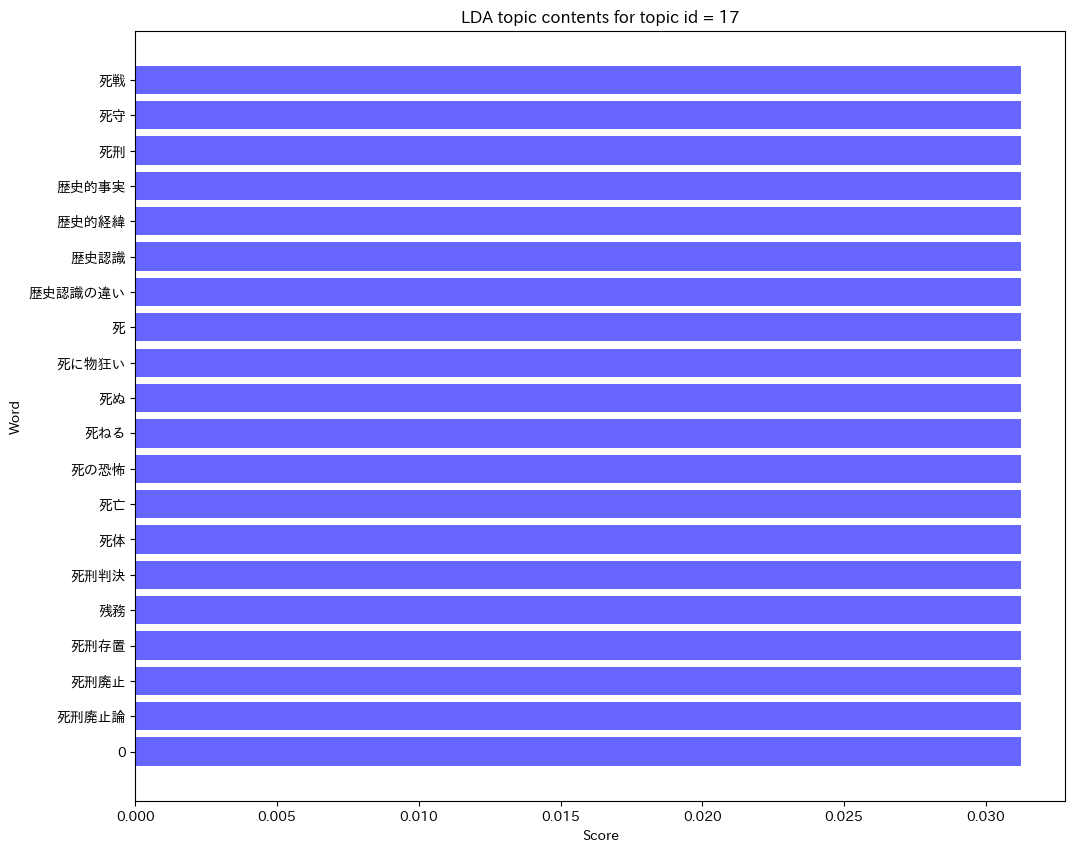 LDA topic contents for topic id = 17
死戦
死守
死刑
歴史的事実
歴史的経緯
歴史認識
歴史認識の違い
死
死に物狂い
死ぬ
死ねる
死の恐怖
死亡
死体
死刑判決
残務
死刑存置
死刑廃止
死刑廃止論
0
Word
0.000 0.005 0.010 0.015 0.020 0.025 0.030
Score